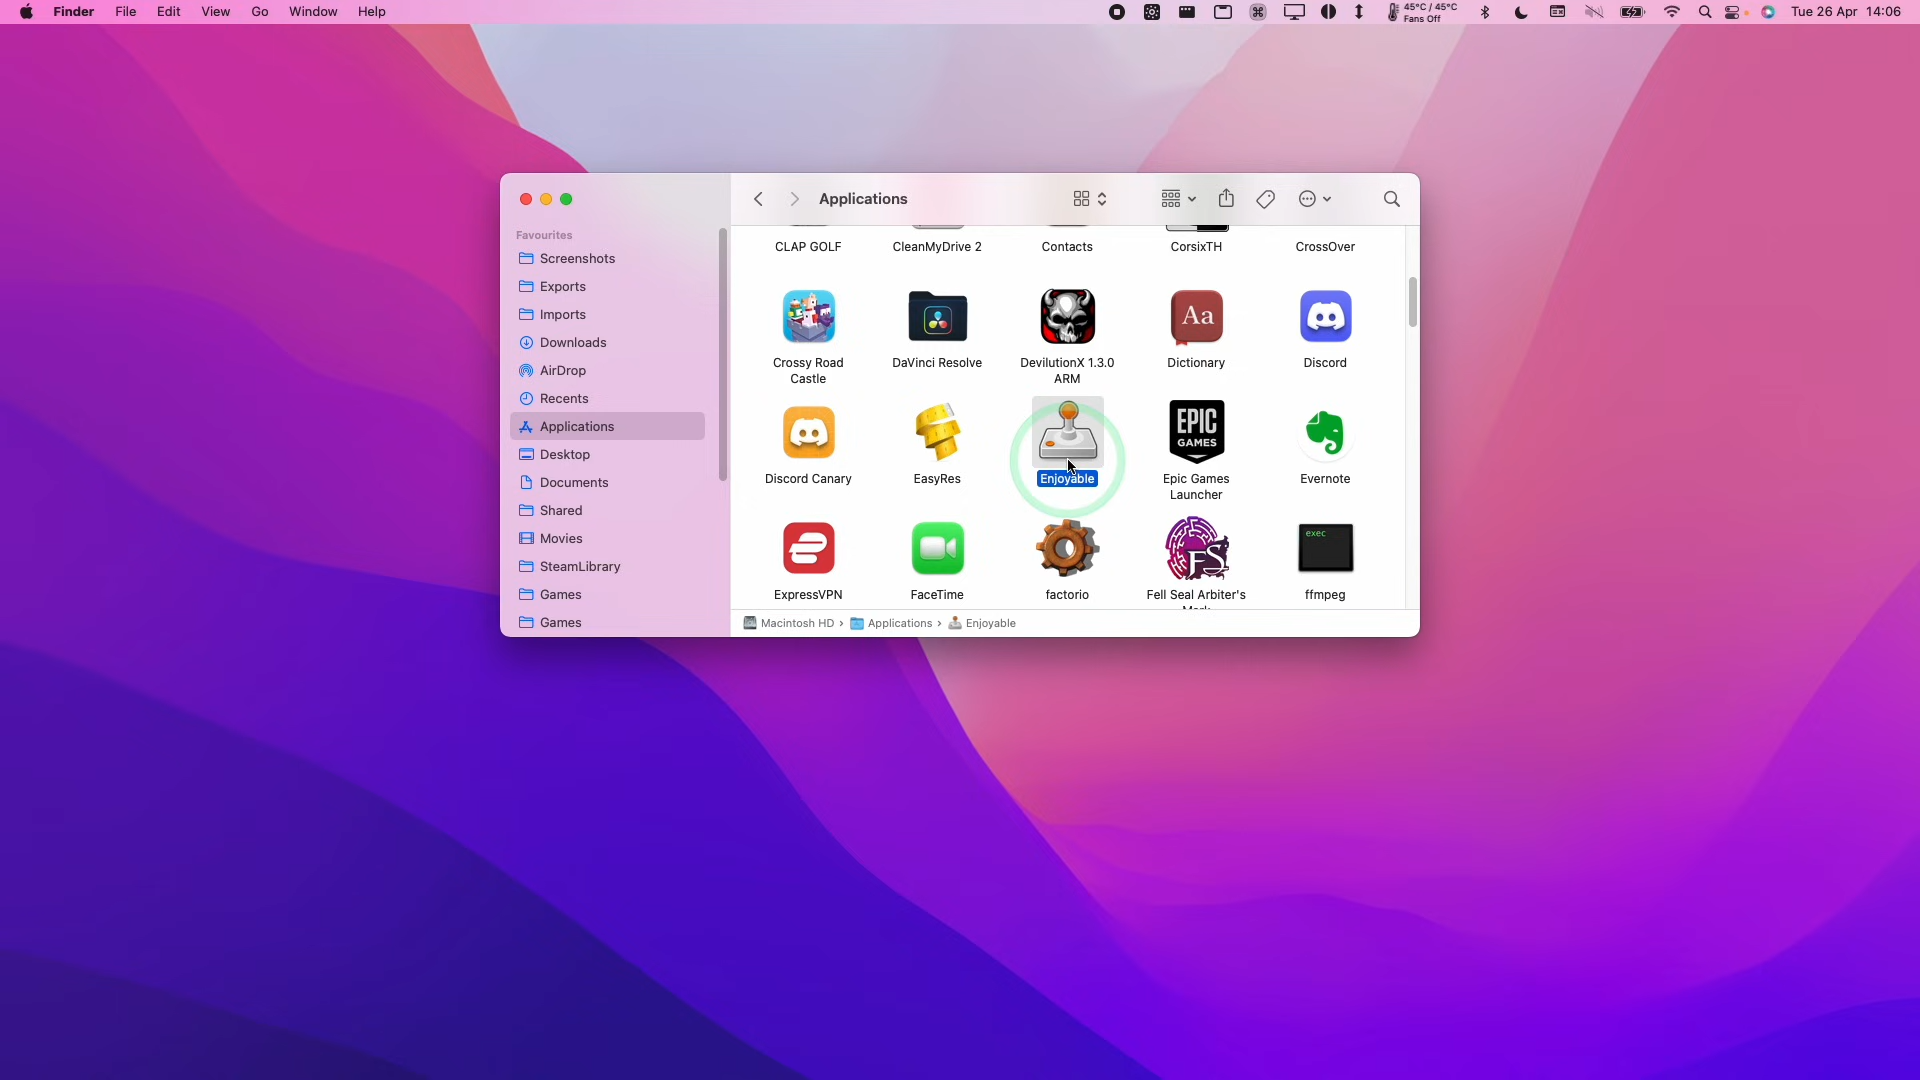 Finder File Edit View Go Window Help
45°C / 45°C
Fans Off
Tue 26 Apr 14:06
Applications
Favourites
Screenshots
Exports
Imports
Downloads
AirDrop
Recents
Applications
Desktop
Documents
Shared
Movies
SteamLibrary
Games
Games
CLAP GOLF CleanMyDrive 2 Contacts CorsixTH CrossOver
Aa
Crossy Road
Castle
DaVinci Resolve
DevilutionX 1.3.0
ARM
Dictionary
Discord
EPIC
GAMES
Discord Canary
EasyRes
Enjoyable
Epic Games
Launcher
Evernote
FS
exec
ExpressVPN
FaceTime
factorio
Fell Seal Arbiter's
Mark
ffmpeg
Macintosh HD › Applications › Enjoyable